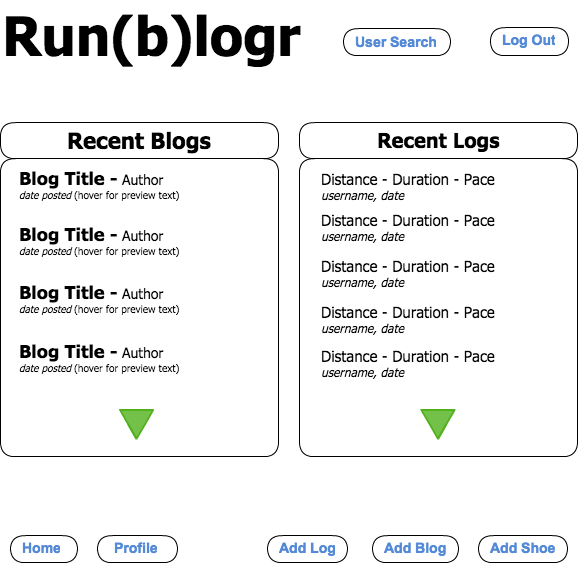 Run(b)logr
User Search
Log Out
Recent Blogs
Blog Title - Author
date posted (hover for preview text)
Blog Title - Author
date posted (hover for preview text)
Blog Title - Author
date posted (hover for preview text)
Blog Title - Author
date posted (hover for preview text)
Recent Logs
Distance - Duration - Pace
username, date
Distance - Duration - Pace
username, date
Distance - Duration - Pace
username, date
Distance - Duration - Pace
username, date
Distance - Duration - Pace
username, date
Home
Profile
Add Log
Add Blog
Add Shoe